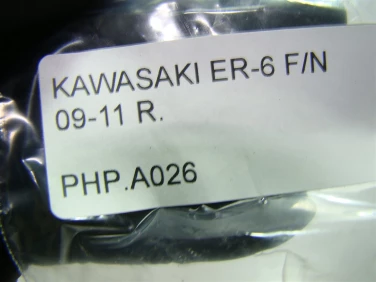 KAWASAKI ER-6 F/N
09-11 R.
PHP.A026